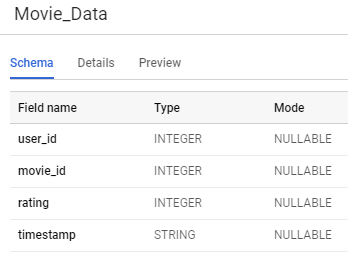 Movie_Data
Schema Details Preview
Field name Type Mode
user_id INTEGER NULLABLE
movie_id INTEGER NULLABLE
rating INTEGER NULLABLE
timestamp STRING NULLABLE